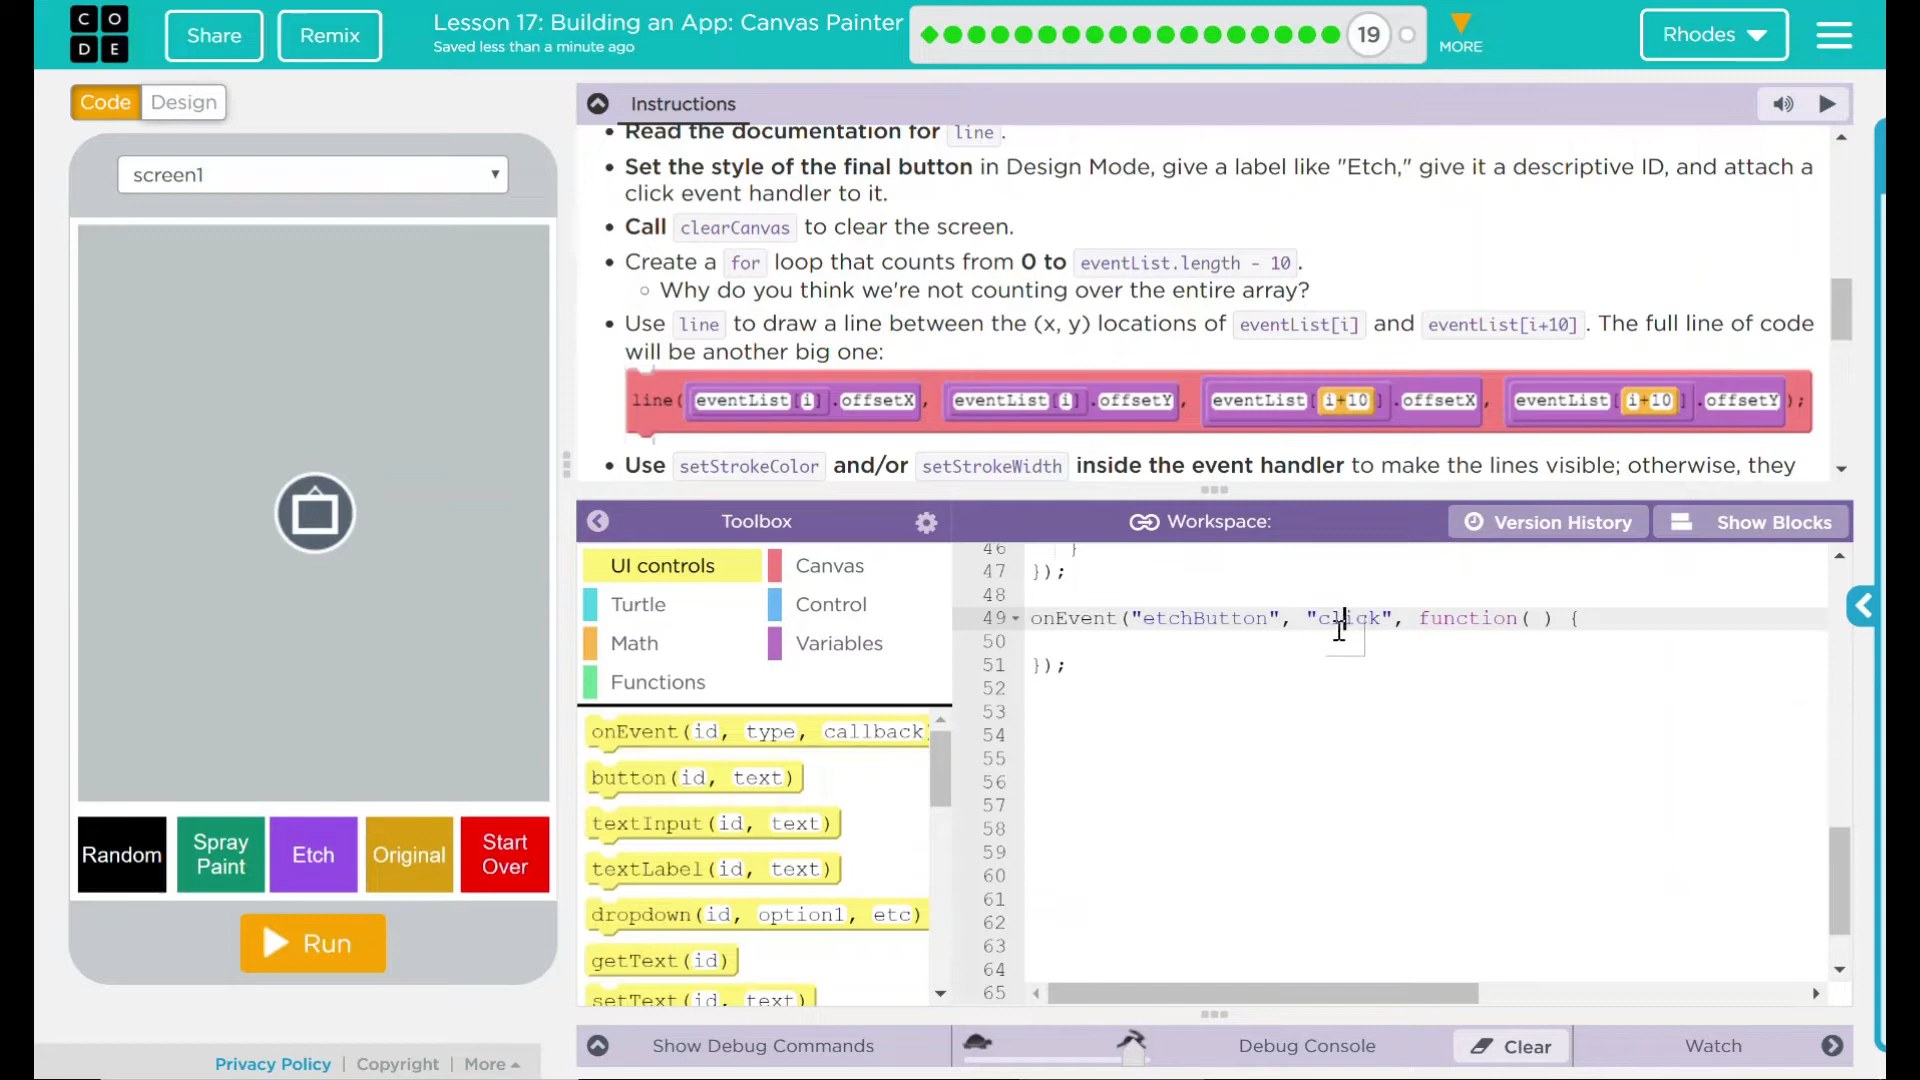 CODE
Share
Remix
Lesson 17: Building an App: Canvas Painter
Saved less than a minute ago
19
MORE
Rhodes
Code
Design
screen1
Random
Spray
Paint
Etch
Original
Start
Over
Run
Privacy Policy | Copyright | More
Instructions
Read the documentation for line .
Set the style of the final button in Design Mode, give a label like "Etch," give it a descriptive ID, and attach a
click event handler to it.
Call clearCanvas to clear the screen.
Create a for loop that counts from 0 to eventList.length - 10 .
Why do you think we're not counting over the entire array?
Use line to draw a line between the (x, y) locations of eventList[i] and eventList[i+10] . The full line of code
will be another big one:
line( eventList[i].offsetX, eventList[i].offsetY, eventList[i+10].offsetX, eventList[i+10].offsetY);
Use setStrokeColor and/or setStrokeWidth inside the event handler to make the lines visible; otherwise, they
Toolbox
Workspace:
Version History
Show Blocks
UI controls
Canvas
Turtle
Control
Math
Variables
Functions
onEvent(id, type, callback)
button(id, text)
textInput(id, text)
textLabel(id, text)
dropdown(id, option1, etc)
getText(id)
setText(id, text)
46 }
47 });
48
49 onEvent("etchButton", "click", function( ) {
50
51 });
52
53
54
55
56
57
58
59
60
61
62
63
64
65
Show Debug Commands
Debug Console
Clear
Watch